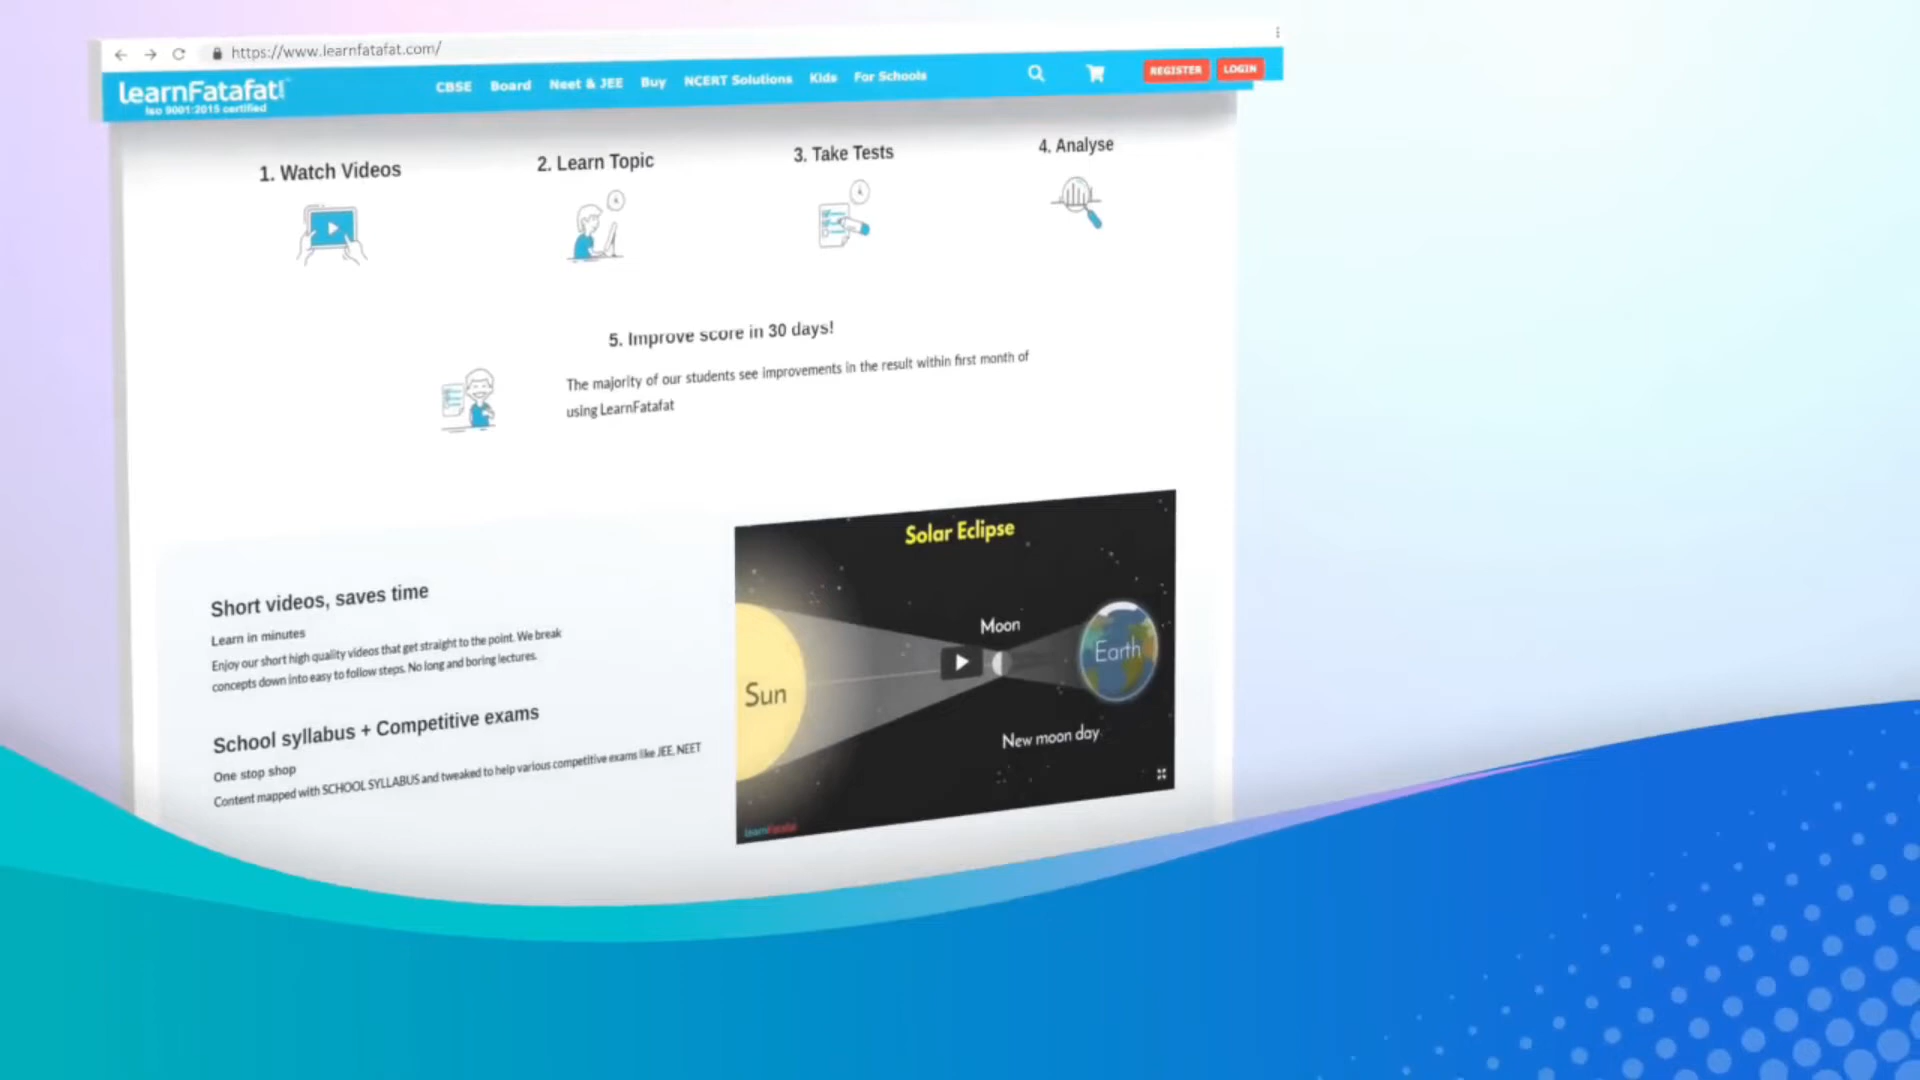 https://www.learnfatafat.com/
learnFatafat!
Iso 9001:2015 certified
CBSE Board Neet & JEE Buy NCERT Solutions Kids For Schools
REGISTER LOGIN
1. Watch Videos
2. Learn Topic
3. Take Tests
4. Analyse
5. Improve score in 30 days!
The majority of our students see improvements in the result within first month of
using LearnFatafat
Short videos, saves time
Learn in minutes
Enjoy our short high quality videos that get straight to the point. We break
concepts down into easy to follow steps. No long and boring lectures.
School syllabus + Competitive exams
One stop shop
Content mapped with SCHOOL SYLLABUS and tweaked to help various competitive exams like JEE, NEET
Solar Eclipse
Moon
Earth
Sun
New moon day
learnFatafat